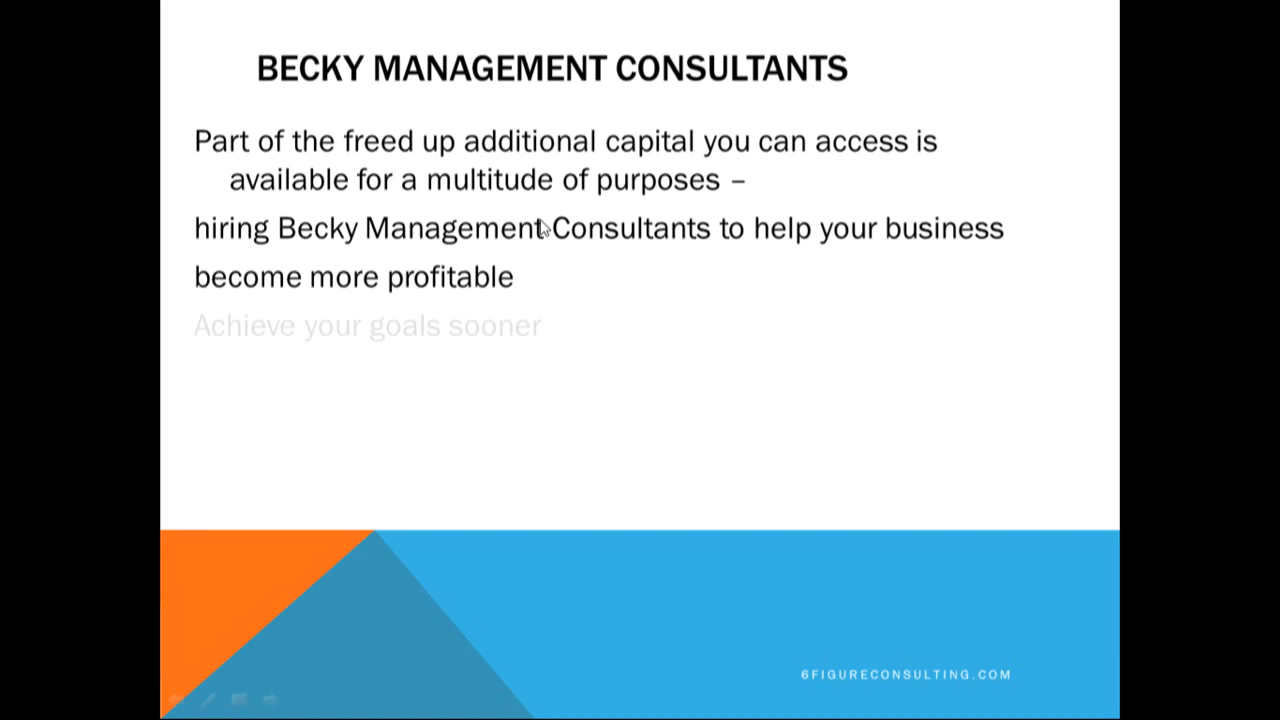 BECKY MANAGEMENT CONSULTANTS
Part of the freed up additional capital you can access is
available for a multitude of purposes –
hiring Becky Management Consultants to help your business
become more profitable
Achieve your goals sooner
6FIGURECONSULTING.COM